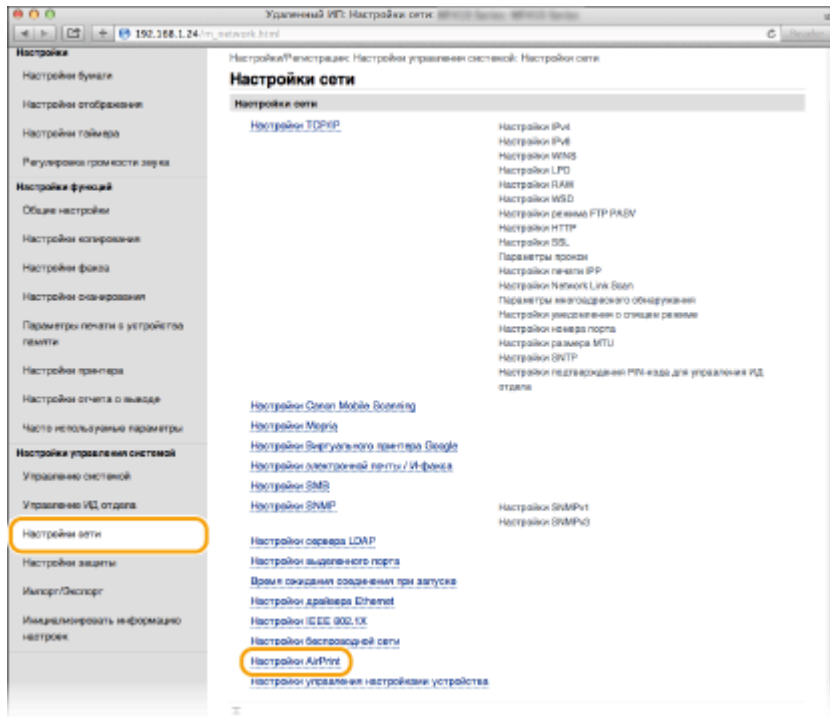 Удаленный ИП: Настройки сети:
192.168.1.24/m_network.html
Reader
Настройки
Настройки бумаги
Настройки отображения
Настройки таймера
Регулировка громкости звука
Настройки функций
Общие настройки
Настройки копирования
Настройки факса
Настройки сканирования
Параметры печати с устройства
памяти
Настройки принтера
Настройки отчета о выводе
Часто используемые параметры
Настройки управления системой
Управление системой
Управление ИД отдела
Настройки сети
Настройки защиты
Импорт/Экспорт
Инициализировать информацию
настроек
Настройки/Регистрация: Настройки управления системой: Настройки сети
Настройки сети
Настройки сети
Настройки TCP/IP
Настройки IPv4
Настройки IPv6
Настройки WINS
Настройки LPD
Настройки RAW
Настройки WSD
Настройки режима FTP PASV
Настройки HTTP
Настройки SSL
Параметры прокси
Настройки печати IPP
Настройки Network Link Scan
Параметры многоадресного обнаружения
Настройки уведомления о спящем режиме
Настройки номера порта
Настройки размера MTU
Настройки SNTP
Настройки подтверждения PIN-кода для управления ИД
отдела
Настройки Canon Mobile Scanning
Настройки Mopria
Настройки Виртуального принтера Google
Настройки электронной почты / И-факса
Настройки SMB
Настройки SNMP
Настройки SNMPv1
Настройки SNMPv3
Настройки сервера LDAP
Настройки выделенного порта
Время ожидания соединения при запуске
Настройки драйвера Ethernet
Настройки IEEE 802.1X
Настройки беспроводной сети
Настройки AirPrint
Настройки управления настройками устройства